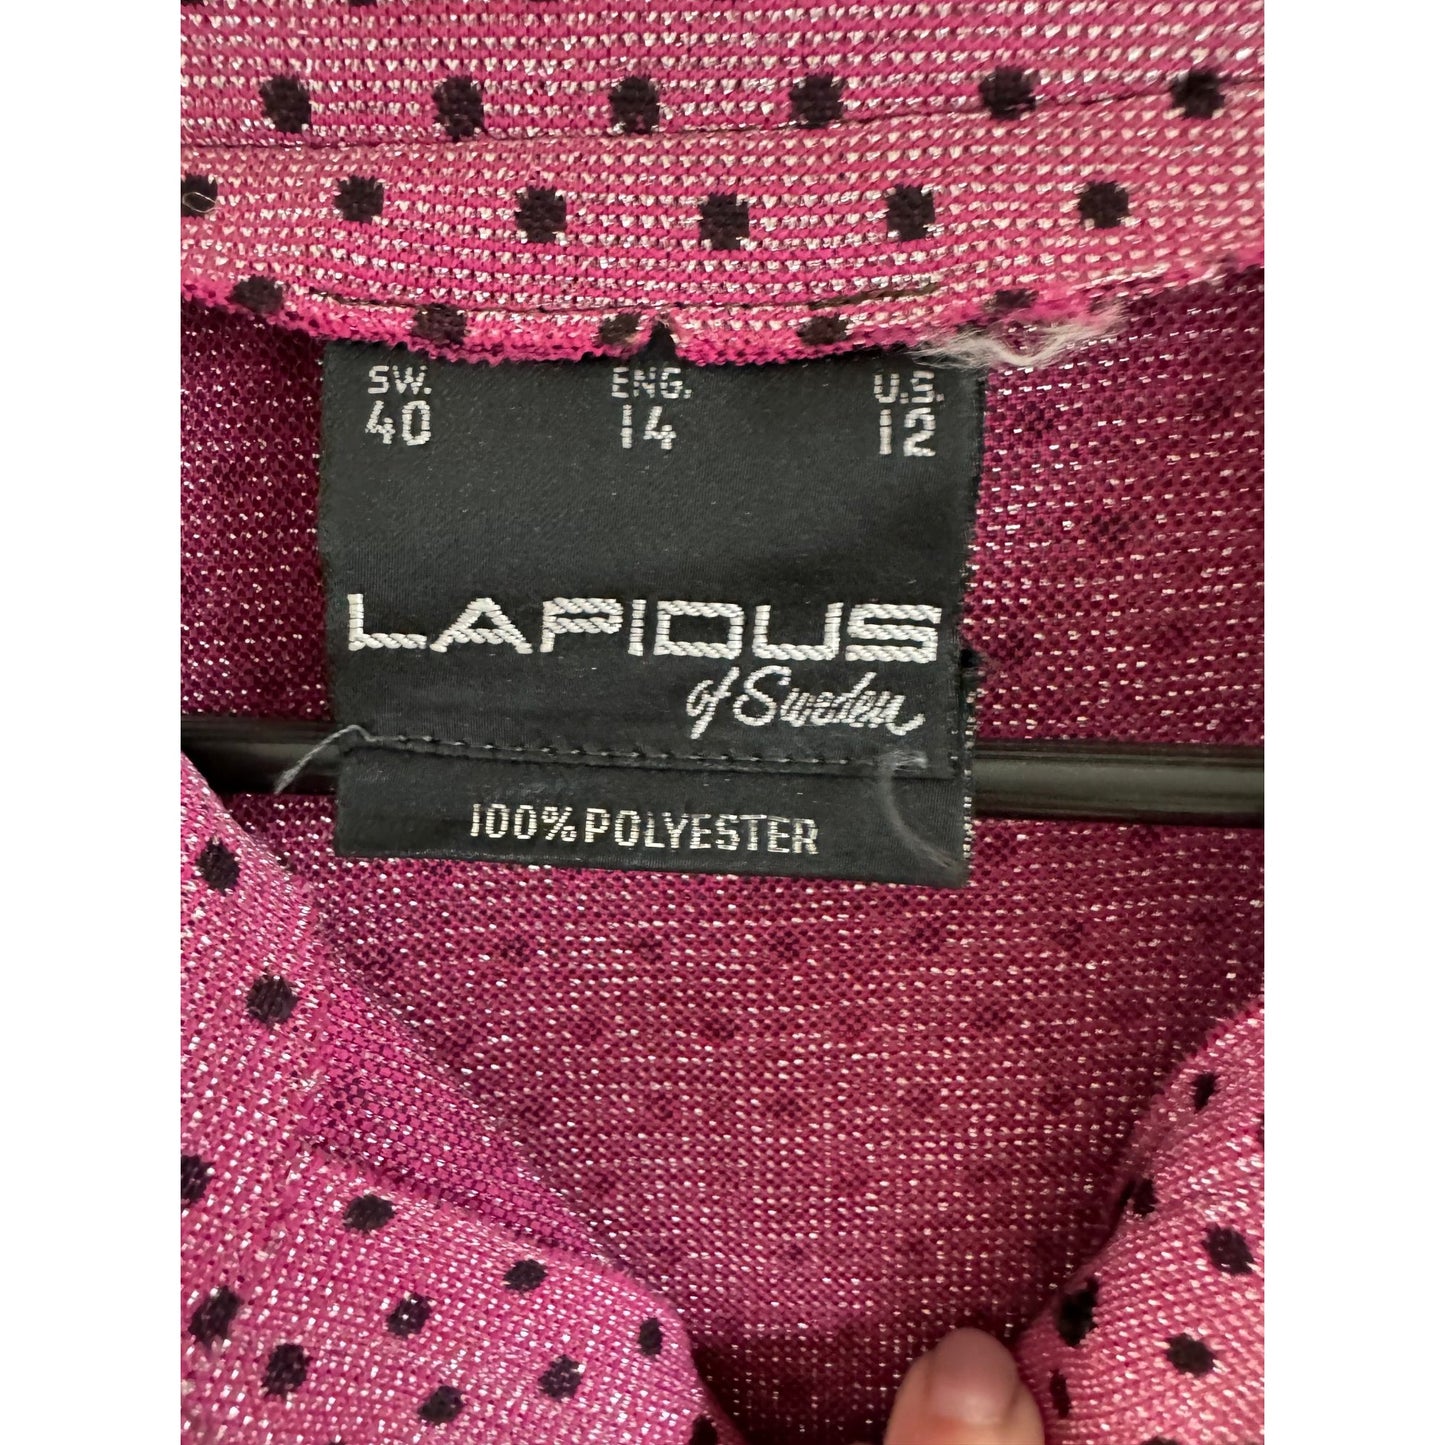 SW. ENG. U.S.
40 14 12
LAPIDUS
of Sweden
100% POLYESTER